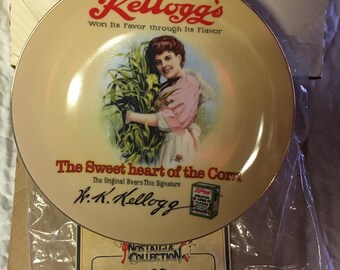 Kellogg's
Won Its Favor through Its Flavor
The Sweet heart of the Corn
The Original Bears This Signature
W.K. Kellogg
NOSTALGIA
COLLECTION